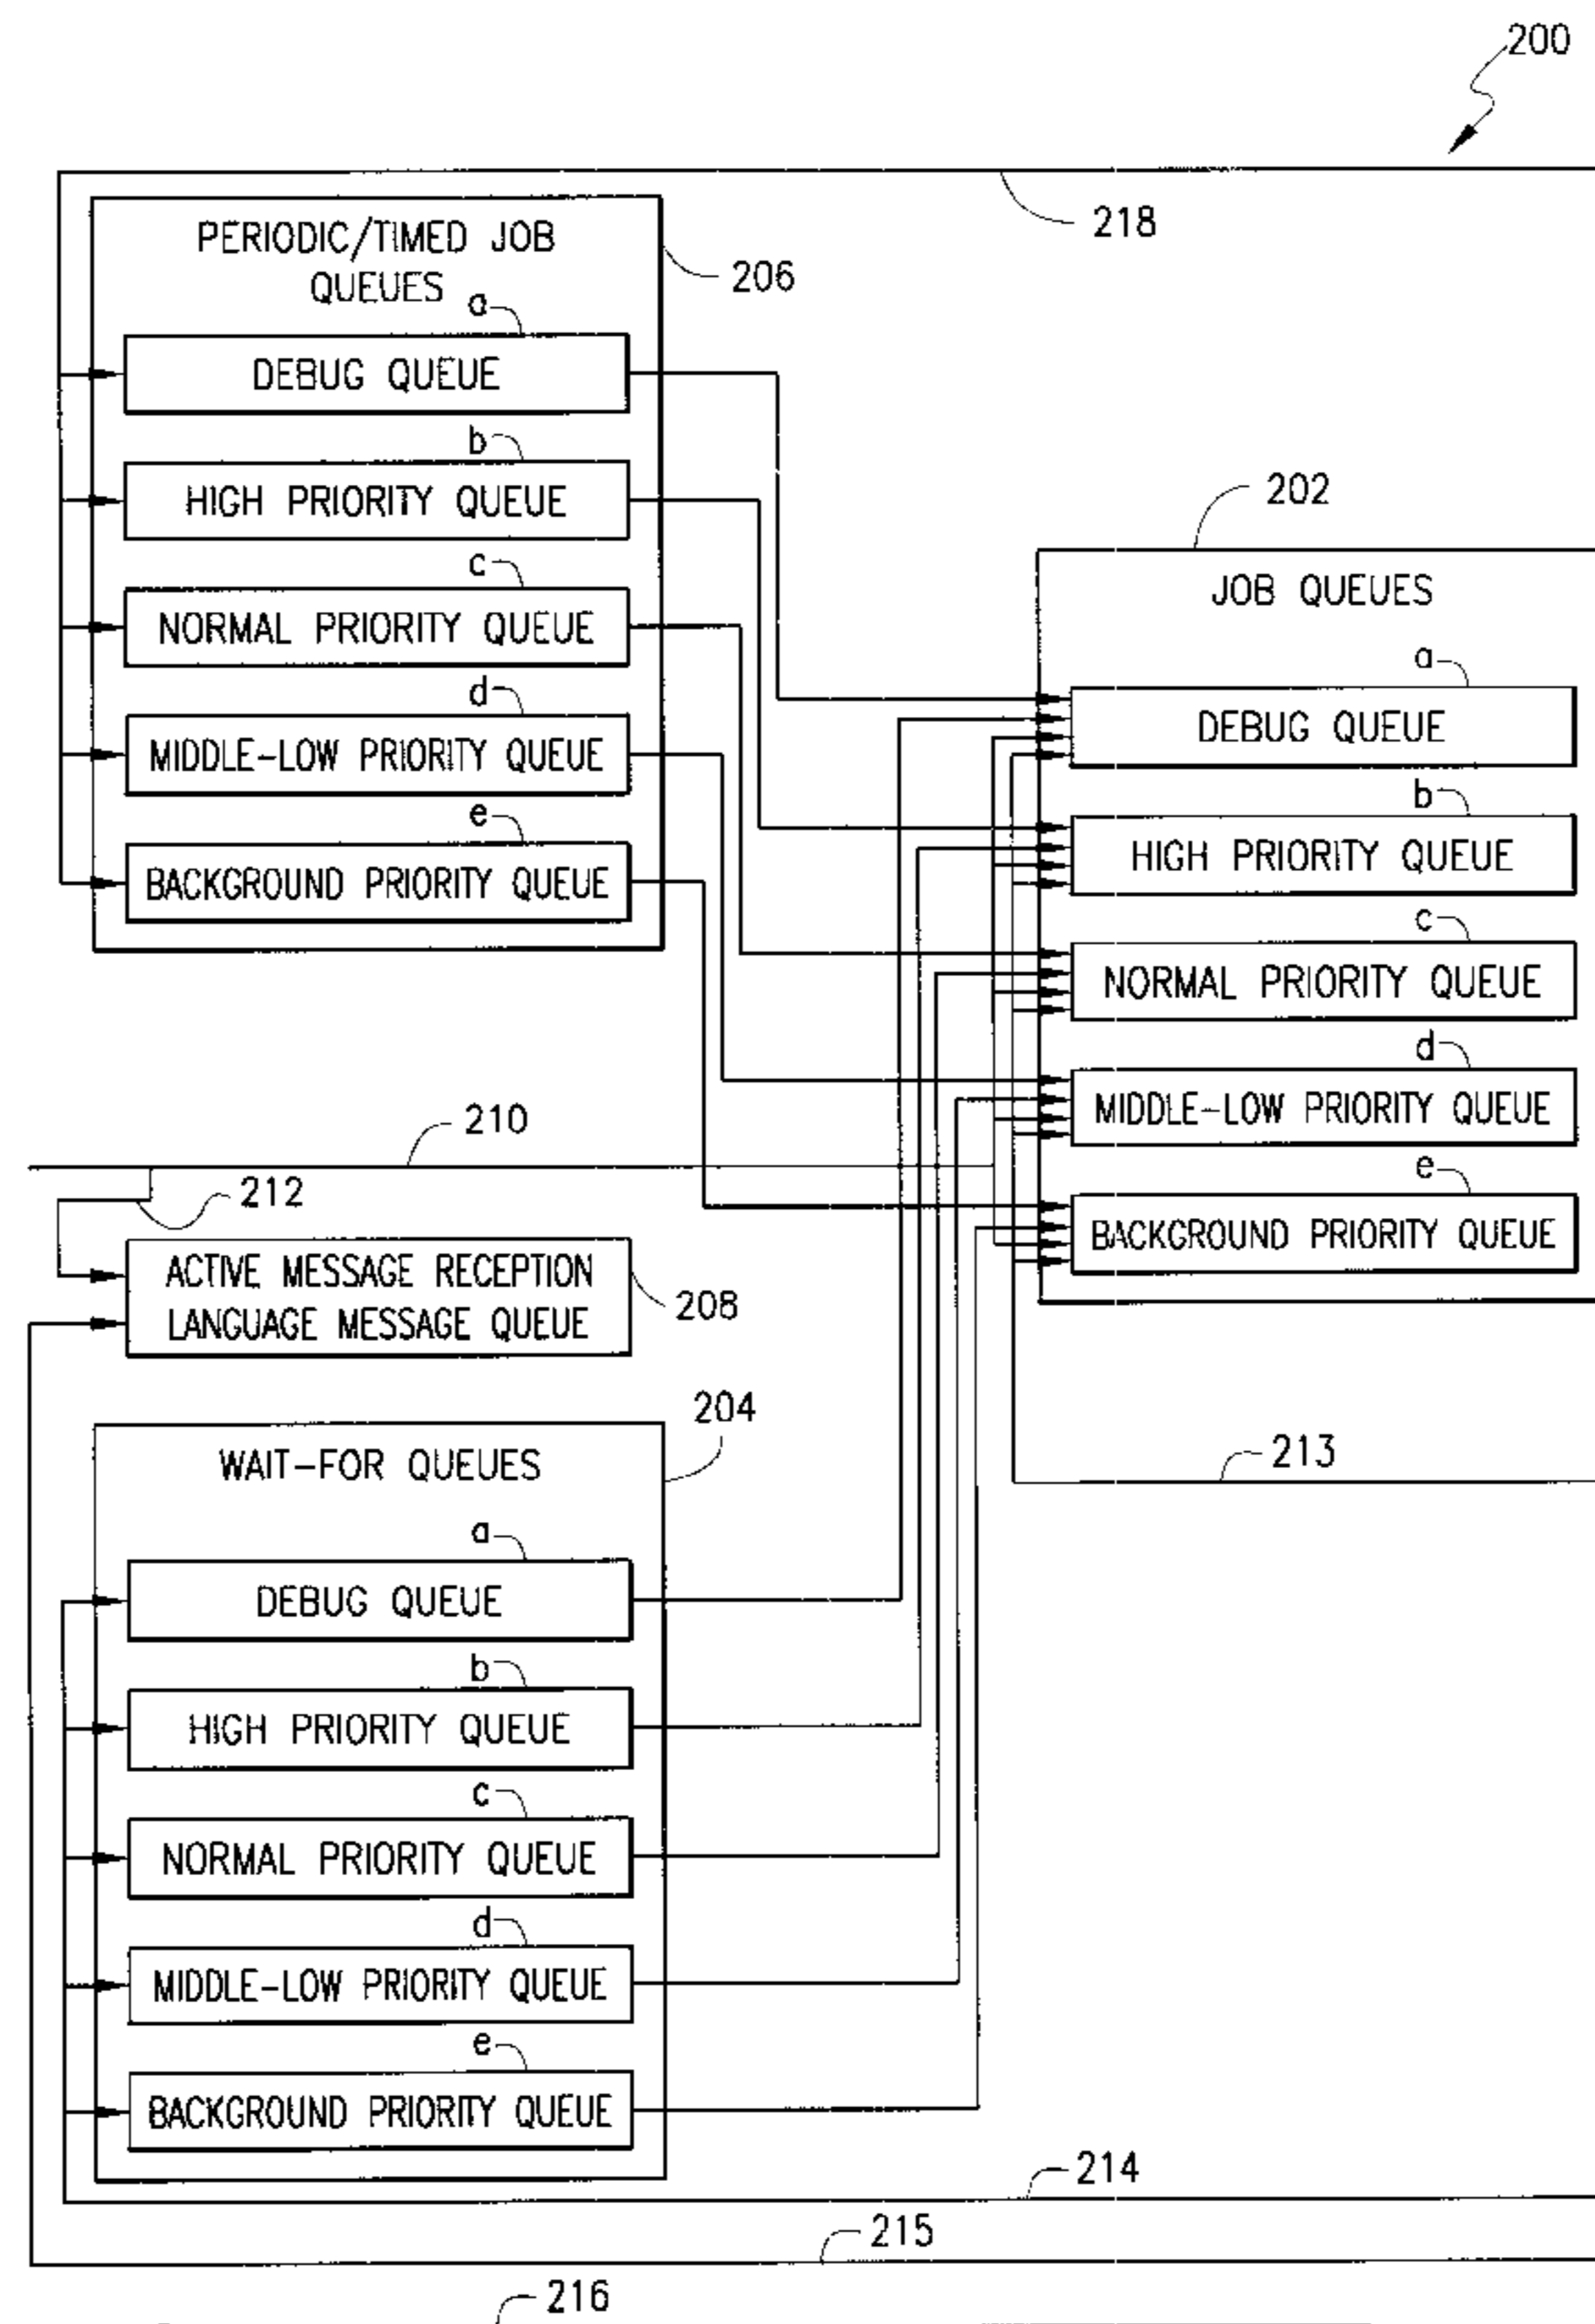 200
218
PERIODIC/TIMED JOB
QUEUES
206
a
DEBUG QUEUE
b
HIGH PRIORITY QUEUE
c
NORMAL PRIORITY QUEUE
d
MIDDLE-LOW PRIORITY QUEUE
e
BACKGROUND PRIORITY QUEUE
202
JOB QUEUES
a
DEBUG QUEUE
b
HIGH PRIORITY QUEUE
c
NORMAL PRIORITY QUEUE
d
MIDDLE-LOW PRIORITY QUEUE
e
BACKGROUND PRIORITY QUEUE
210
212
ACTIVE MESSAGE RECEPTION
LANGUAGE MESSAGE QUEUE
208
204
WAIT-FOR QUEUES
213
a
DEBUG QUEUE
b
HIGH PRIORITY QUEUE
c
NORMAL PRIORITY QUEUE
d
MIDDLE-LOW PRIORITY QUEUE
e
BACKGROUND PRIORITY QUEUE
214
215
216